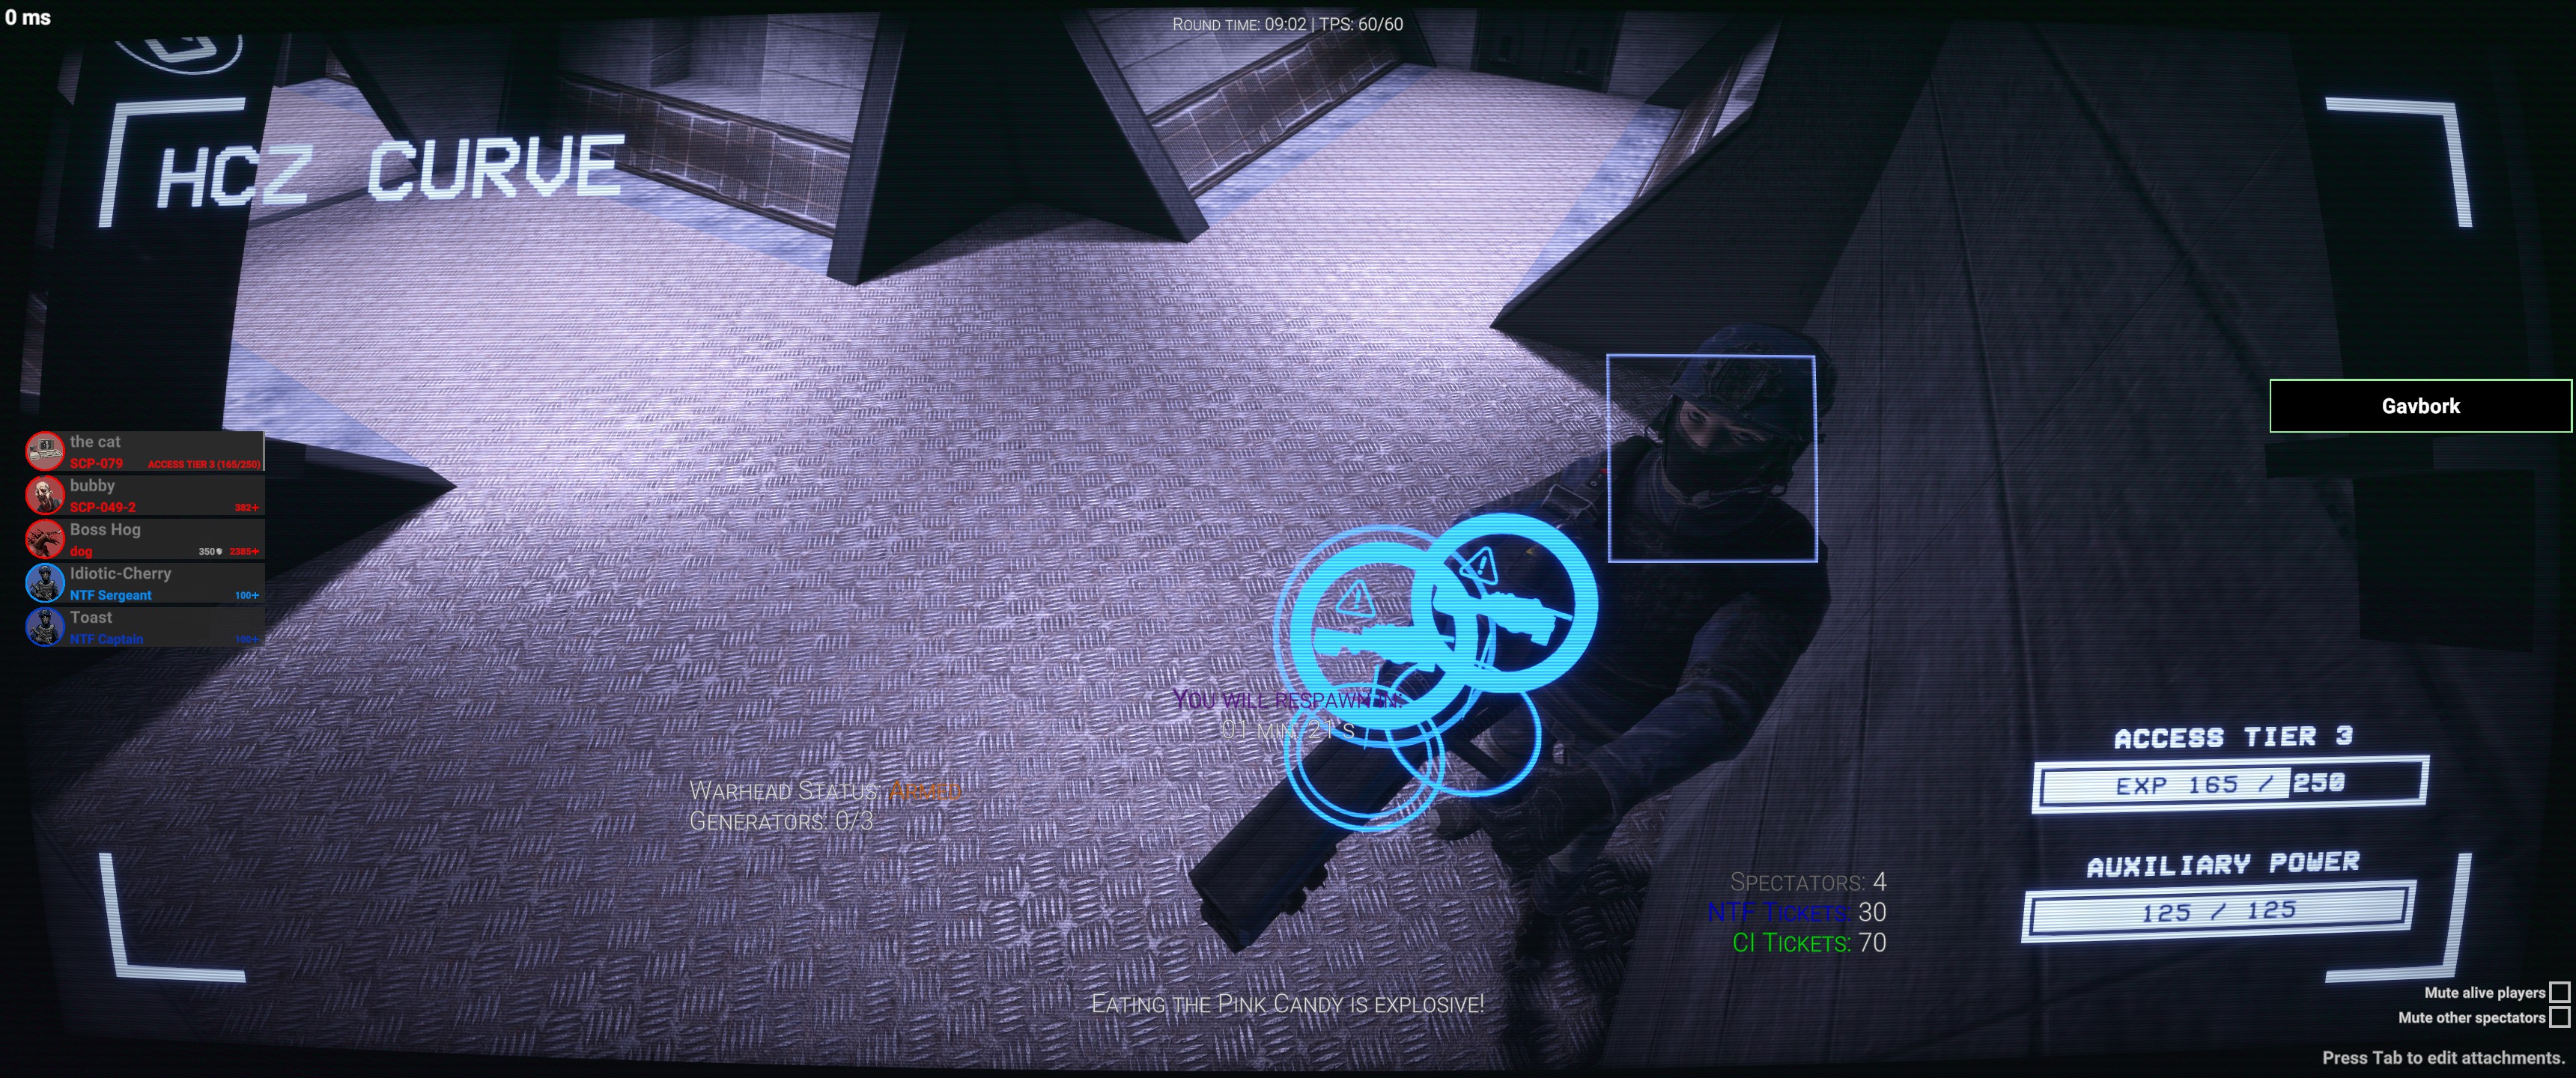 0 ms
Round time: 09:02 | TPS: 60/60
HCZ CURVE
Gavbork
the cat
SCP-079 ACCESS TIER 3 (165/250)
bubby
SCP-049-2 382+
Boss Hog
dog 350 2385+
Idiotic-Cherry
NTF Sergeant 100+
Toast
NTF Captain 100+
You will respawn in:
01 min 21 s
Warhead Status: Armed
Generators: 0/3
ACCESS TIER 3
EXP 165 / 250
AUXILIARY POWER
125 / 125
Spectators: 4
NTF Tickets: 30
CI Tickets: 70
Eating the Pink Candy is explosive!
Mute alive players
Mute other spectators
Press Tab to edit attachments.